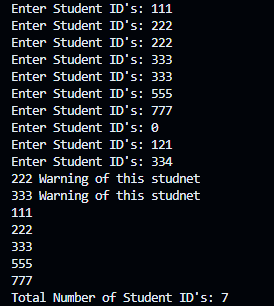 Enter Student ID's: 111
Enter Student ID's: 222
Enter Student ID's: 222
Enter Student ID's: 333
Enter Student ID's: 333
Enter Student ID's: 555
Enter Student ID's: 777
Enter Student ID's: 0
Enter Student ID's: 121
Enter Student ID's: 334
222 Warning of this studnet
333 Warning of this studnet
111
222
333
555
777
Total Number of Student ID's: 7